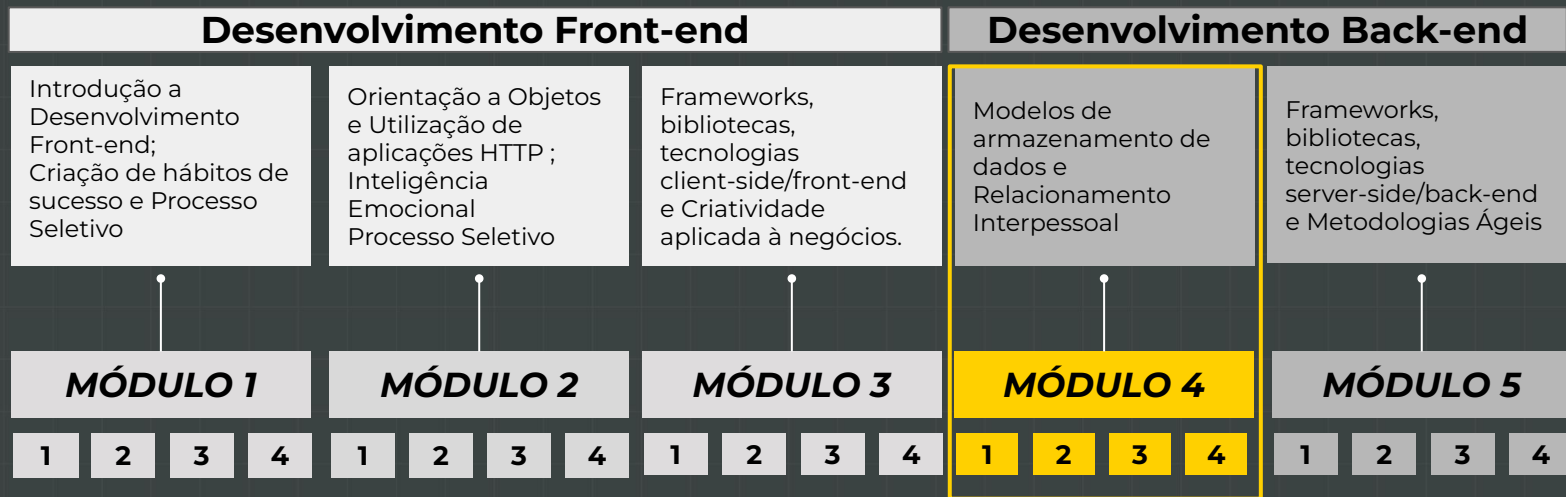 Desenvolvimento Front-end
Desenvolvimento Back-end
Introdução a
Desenvolvimento
Front-end;
Criação de hábitos de
sucesso e Processo
Seletivo
Orientação a Objetos
e Utilização de
aplicações HTTP ;
Inteligência
Emocional
Processo Seletivo
Frameworks,
bibliotecas,
tecnologias
client-side/front-end
e Criatividade
aplicada à negócios.
Modelos de
armazenamento de
dados e
Relacionamento
Interpessoal
Frameworks,
bibliotecas,
tecnologias
server-side/back-end
e Metodologias Ágeis
MÓDULO 1
MÓDULO 2
MÓDULO 3
MÓDULO 4
MÓDULO 5
1 2 3 4
1 2 3 4
1 2 3 4
1 2 3 4
1 2 3 4